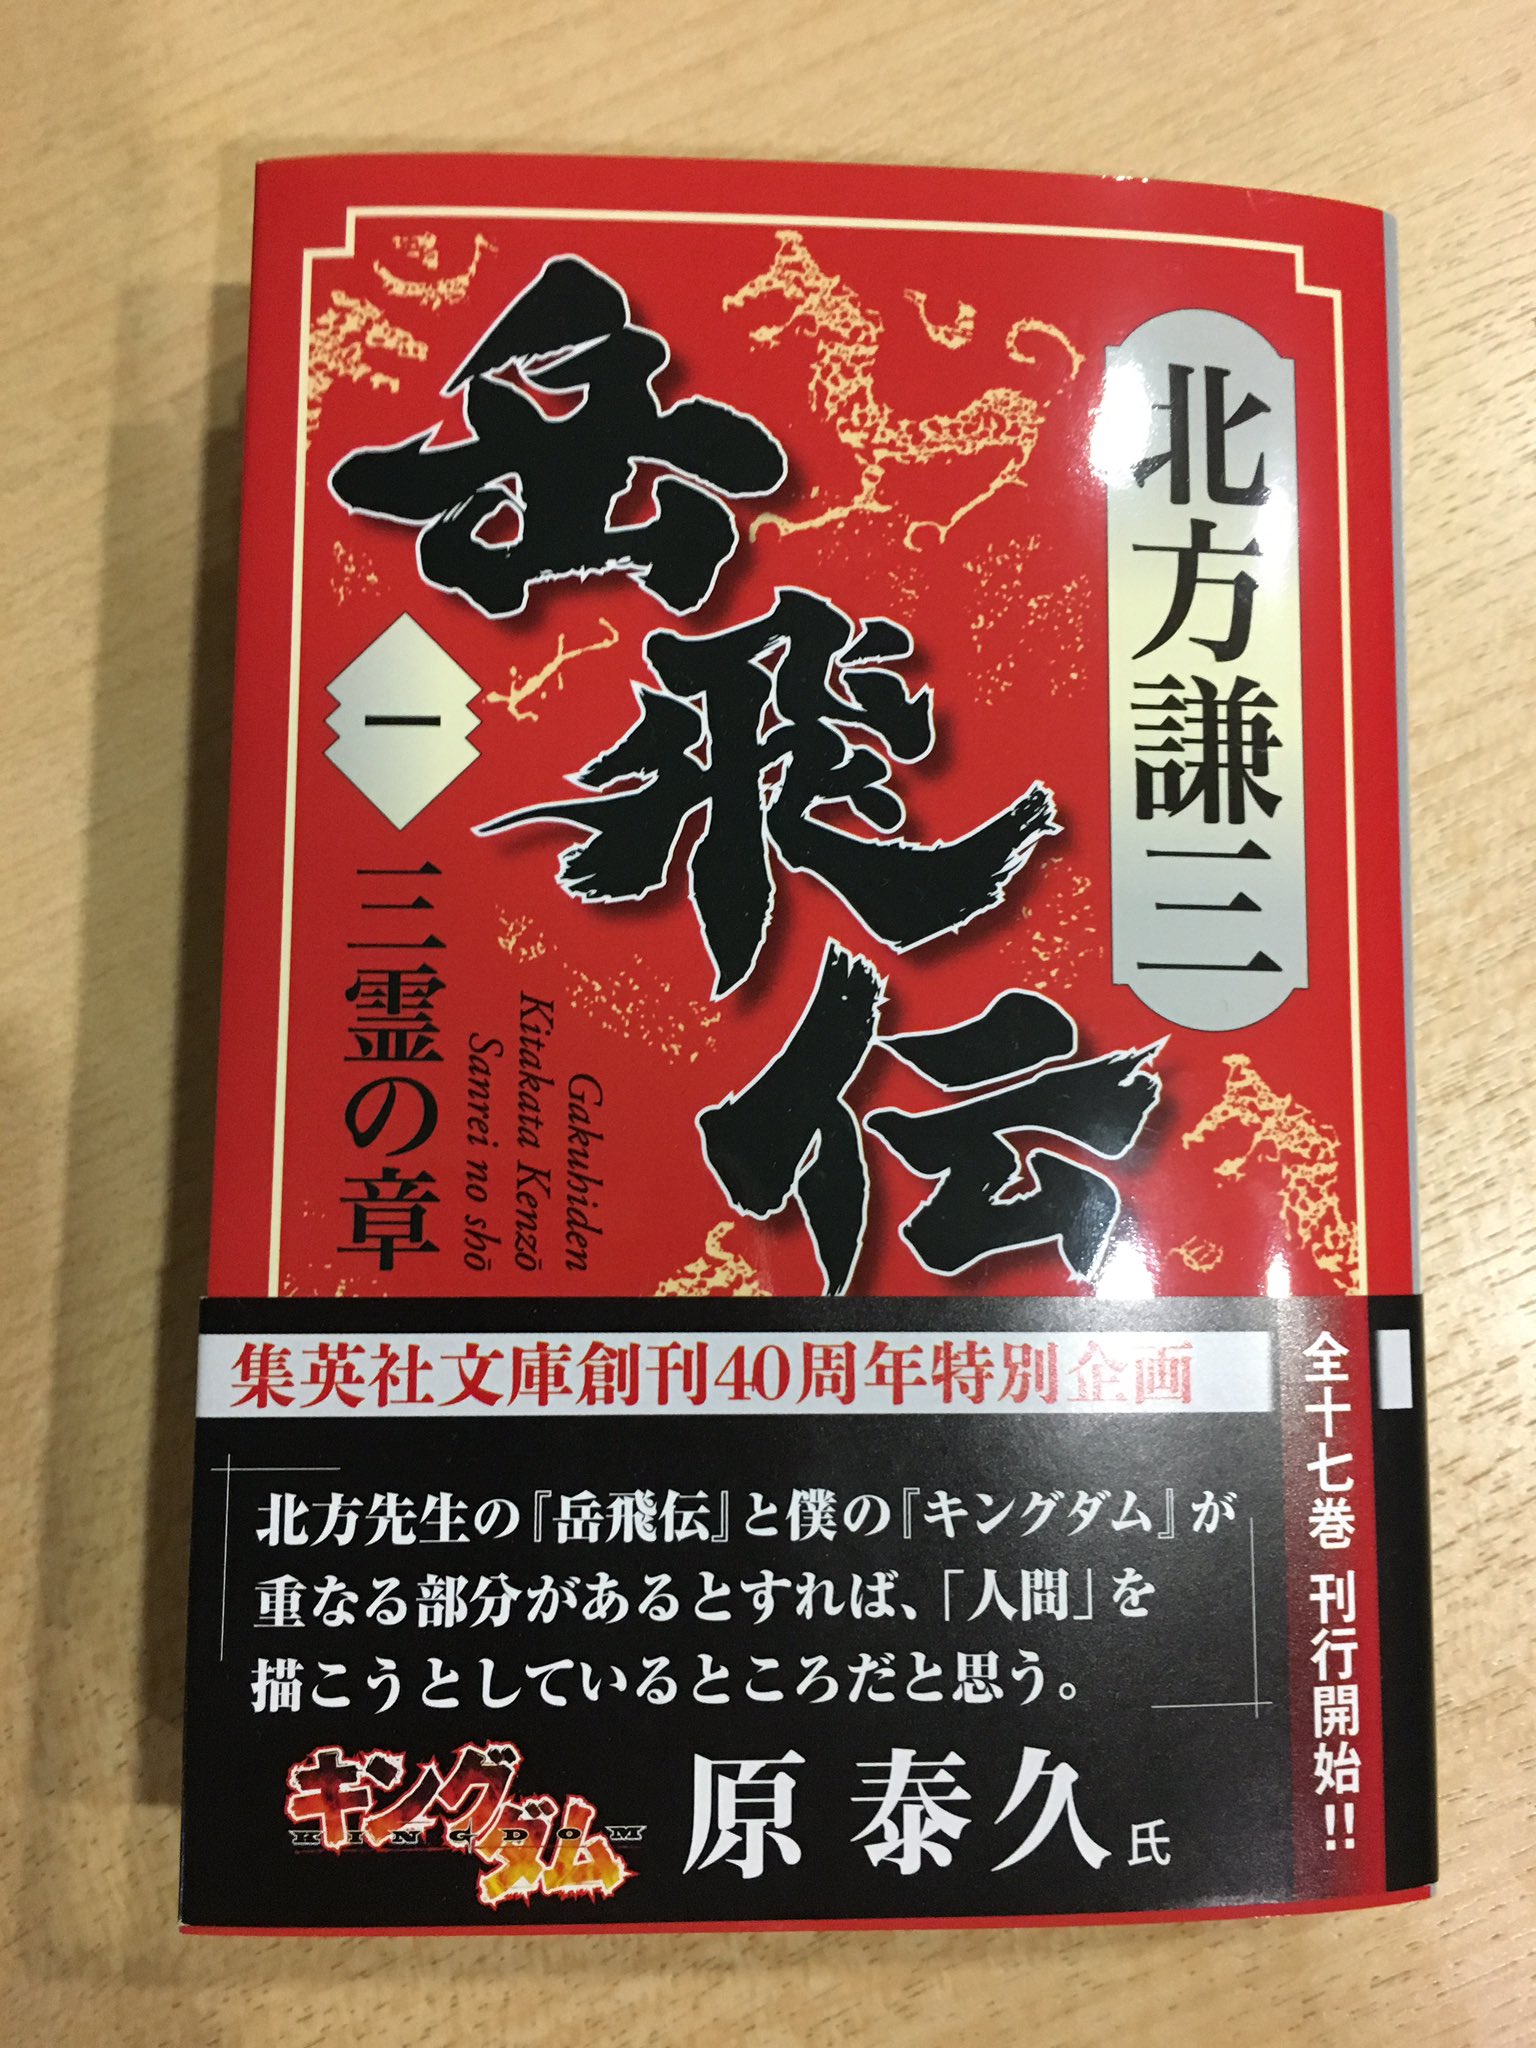 北方謙三
岳飛伝
一
三霊の章
Gakuhiden
Kitakata Kenzō
Sanrei no shō
集英社文庫創刊40周年特別企画
全十七巻 刊行開始!!
北方先生の『岳飛伝』と僕の『キングダム』が
重なる部分があるとすれば、「人間」を
描こうとしているところだと思う。
キングダム
KINGDOM
原 泰久氏